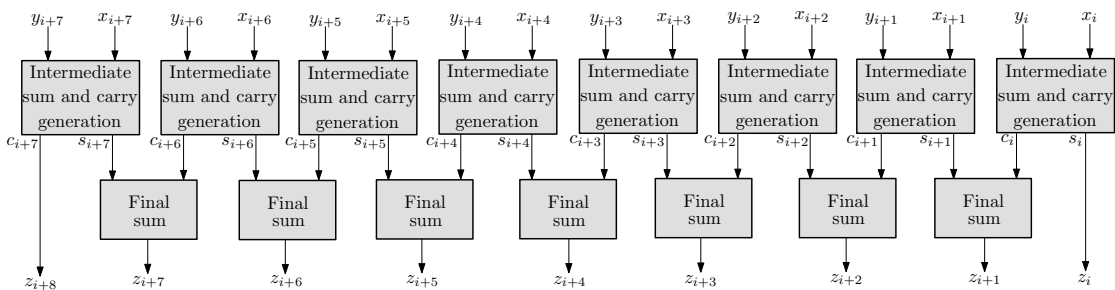 y_{i+7} x_{i+7} y_{i+6} x_{i+6} y_{i+5} x_{i+5} y_{i+4} x_{i+4} y_{i+3} x_{i+3} y_{i+2} x_{i+2} y_{i+1} x_{i+1} y_i x_i
Intermediate Intermediate Intermediate Intermediate Intermediate Intermediate Intermediate Intermediate
sum and carry sum and carry sum and carry sum and carry sum and carry sum and carry sum and carry sum and carry
generation generation generation generation generation generation generation generation
c_{i+7} s_{i+7} c_{i+6} s_{i+6} c_{i+5} s_{i+5} c_{i+4} s_{i+4} c_{i+3} s_{i+3} c_{i+2} s_{i+2} c_{i+1} s_{i+1} c_i s_i
Final Final Final Final Final Final Final
sum sum sum sum sum sum sum
z_{i+8} z_{i+7} z_{i+6} z_{i+5} z_{i+4} z_{i+3} z_{i+2} z_{i+1} z_i